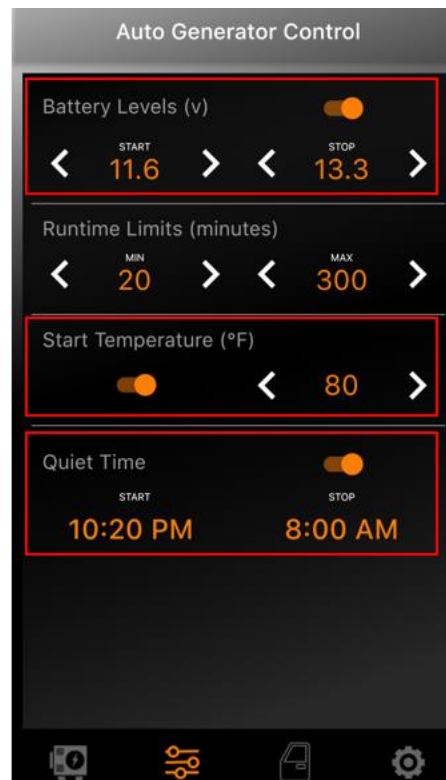 Auto Generator Control
Battery Levels (v)
START STOP
11.6 13.3
Runtime Limits (minutes)
MIN MAX
20 300
Start Temperature (°F)
80
Quiet Time
START STOP
10:20 PM 8:00 AM